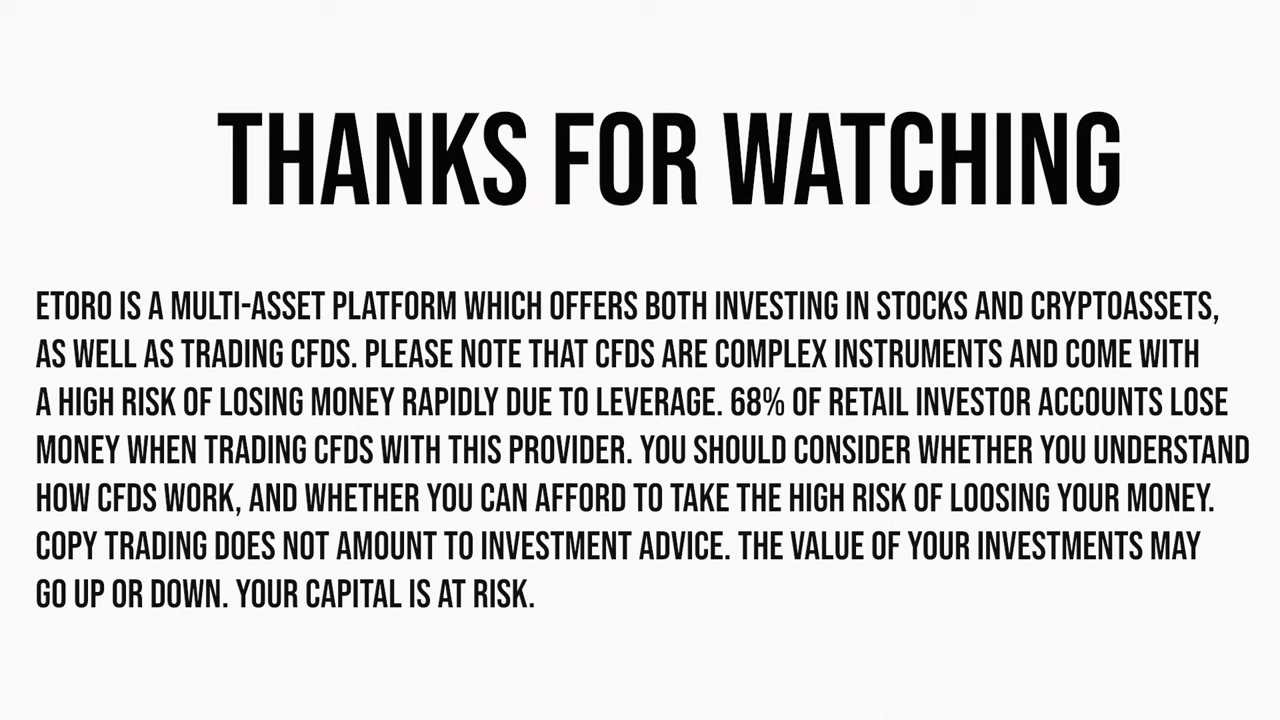 THANKS FOR WATCHING
ETORO IS A MULTI-ASSET PLATFORM WHICH OFFERS BOTH INVESTING IN STOCKS AND CRYPTOASSETS,
AS WELL AS TRADING CFDS. PLEASE NOTE THAT CFDS ARE COMPLEX INSTRUMENTS AND COME WITH
A HIGH RISK OF LOSING MONEY RAPIDLY DUE TO LEVERAGE. 68% OF RETAIL INVESTOR ACCOUNTS LOSE
MONEY WHEN TRADING CFDS WITH THIS PROVIDER. YOU SHOULD CONSIDER WHETHER YOU UNDERSTAND
HOW CFDS WORK, AND WHETHER YOU CAN AFFORD TO TAKE THE HIGH RISK OF LOOSING YOUR MONEY.
COPY TRADING DOES NOT AMOUNT TO INVESTMENT ADVICE. THE VALUE OF YOUR INVESTMENTS MAY
GO UP OR DOWN. YOUR CAPITAL IS AT RISK.